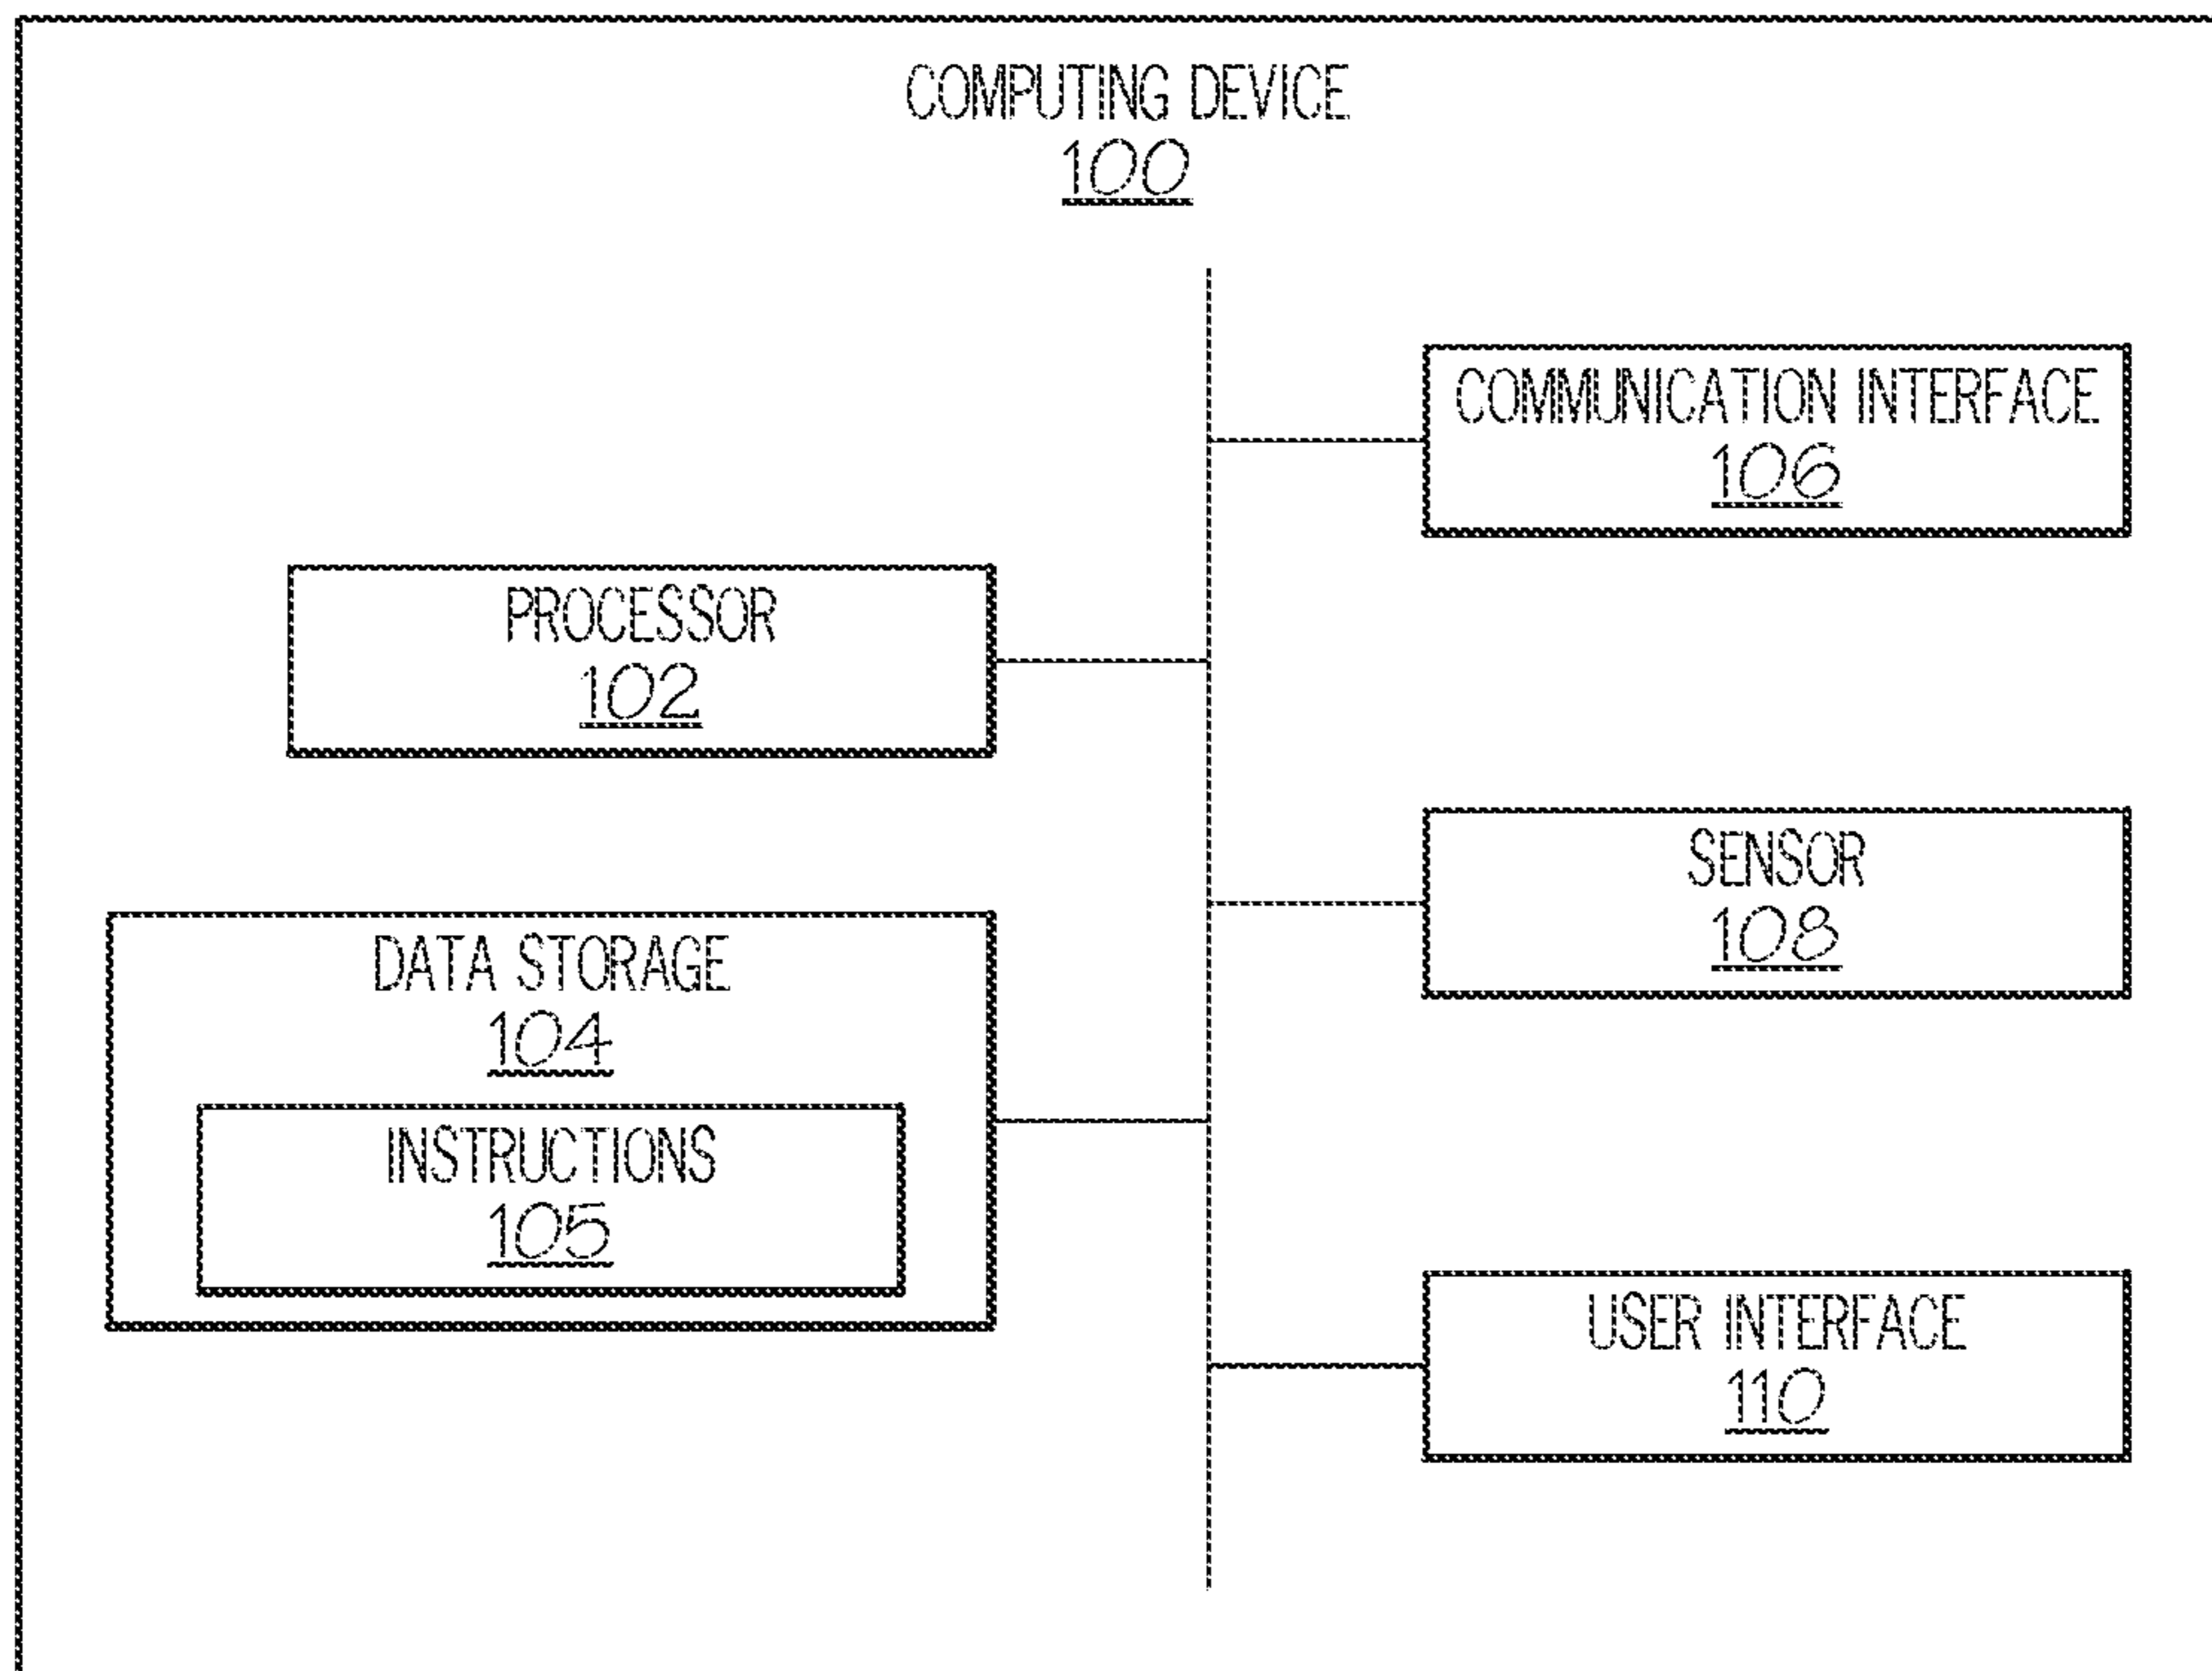 COMPUTING DEVICE
100
COMMUNICATION INTERFACE
106
PROCESSOR
102
SENSOR
108
DATA STORAGE
104
INSTRUCTIONS
105
USER INTERFACE
110